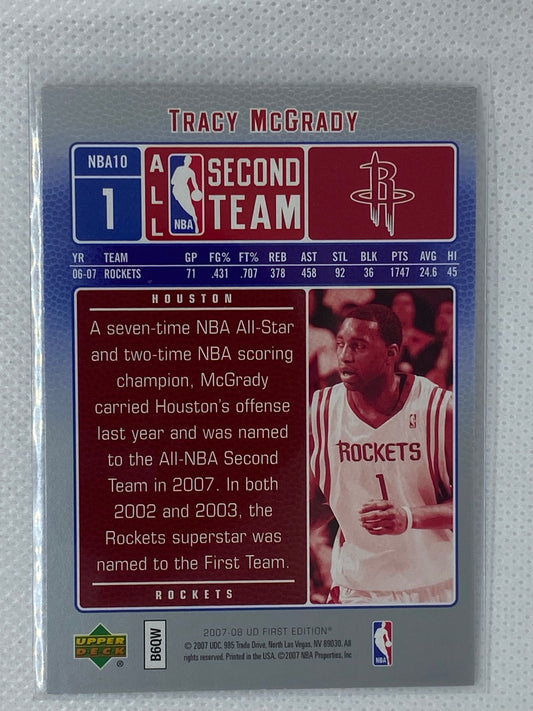 TRACY MCGRADY
NBA10
1
ALL
NBA
SECOND
TEAM
R
YR TEAM GP FG% FT% REB AST STL BLK PTS AVG HI
06-07 ROCKETS 71 .431 .707 378 458 92 36 1747 24.6 45
HOUSTON
A seven-time NBA All-Star
and two-time NBA scoring
champion, McGrady
carried Houston's offense
last year and was named
to the All-NBA Second
Team in 2007. In both
2002 and 2003, the
Rockets superstar was
named to the First Team.
ROCKETS
ROCKETS
1
UPPER
DECK
®
B6QW
2007-08 UD FIRST EDITION®
© 2007 UDC, 985 Trade Drive, North Las Vegas, NV 89030. All
rights reserved. Printed in the USA. ©2007 NBA Properties, Inc
NBA